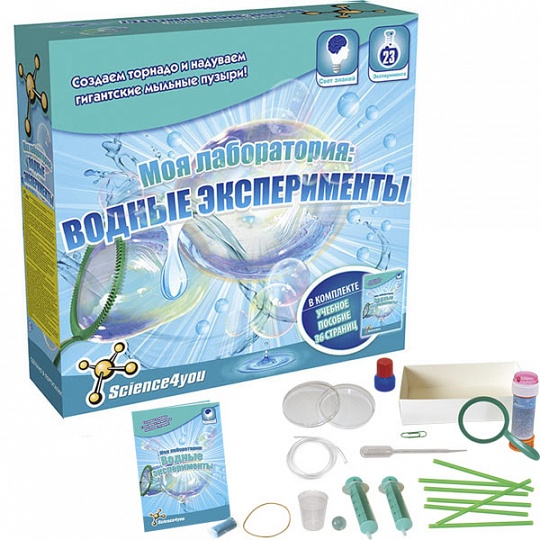 Создаем торнадо и надуваем
гигантские мыльные пузыри!
Свет знаний
23
Эксперимента
Моя лаборатория:
ВОДНЫЕ ЭКСПЕРИМЕНТЫ
В КОМПЛЕКТЕ
УЧЕБНОЕ
ПОСОБИЕ
36 СТРАНИЦ
Science4you
Моя лаборатория:
Водные
эксперименты